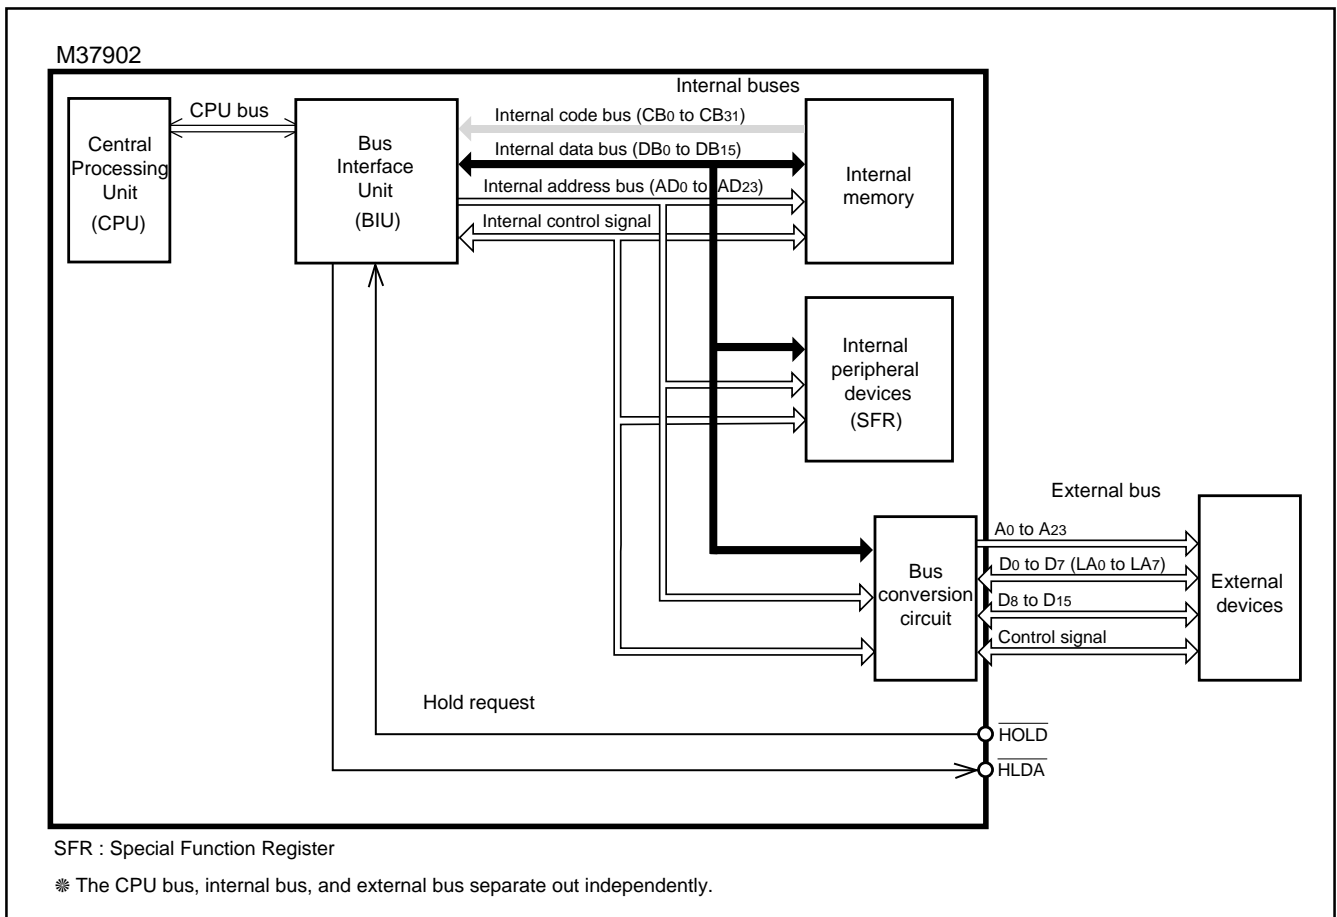 M37902
Internal buses
Central
Processing
Unit
(CPU)
CPU bus
Bus
Interface
Unit
(BIU)
Internal code bus (CB0 to CB31)
Internal data bus (DB0 to DB15)
Internal address bus (AD0 to AD23)
Internal control signal
Internal
memory
Internal
peripheral
devices
(SFR)
Bus
conversion
circuit
External bus
A0 to A23
D0 to D7 (LA0 to LA7)
D8 to D15
Control signal
External
devices
Hold request
HOLD
HLDA
SFR : Special Function Register
❋ The CPU bus, internal bus, and external bus separate out independently.